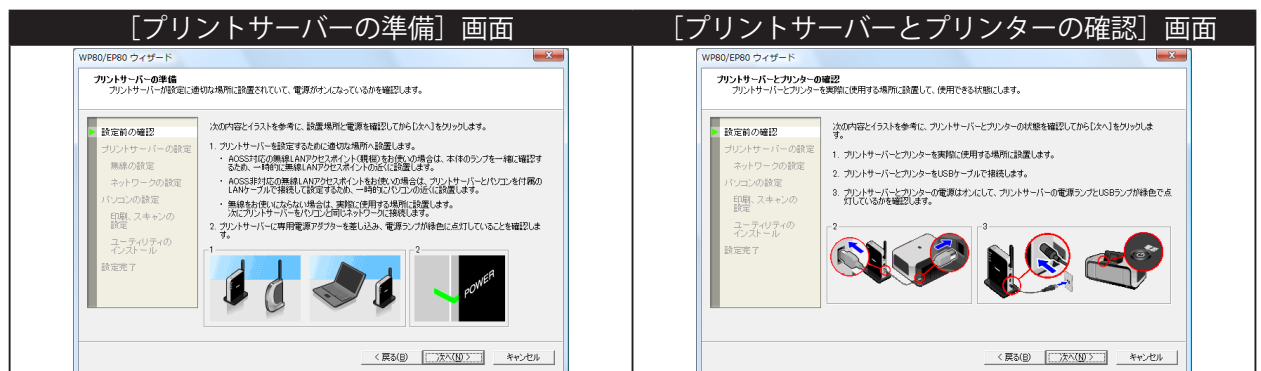 ［プリントサーバーの準備］画面
WP80/EP80 ウィザード
プリントサーバーの準備
プリントサーバーが設定に適切な場所に設置されていて、電源がオンになっているかを確認します。
設定前の確認
プリントサーバーの設定
無線の設定
ネットワークの設定
パソコンの設定
印刷、スキャンの
設定
ユーティリティの
インストール
設定完了
次の内容とイラストを参考に、設置場所と電源を確認してから[次へ]をクリックします。
1. プリントサーバーを設定するために適切な場所へ設置します。
・ AOSS対応の無線LANアクセスポイント(親機)をお使いの場合は、本体のランプを一緒に確認す
るため、一時的に無線LANアクセスポイントの近くに設置します。
・ AOSS非対応の無線LANアクセスポイントをお使いの場合は、プリントサーバーとパソコンを付属の
LANケーブルで接続して設定するため、一時的にパソコンの近くに設置します。
・ 無線をお使いにならない場合は、実際に使用する場所に設置します。
次にプリントサーバーをパソコンと同じネットワークに接続します。
2. プリントサーバーに専用電源アダプターを差し込み、電源ランプが緑色に点灯していることを確認しま
す。
1
2
POWER
< 戻る(B)
次へ(N) >
キャンセル
［プリントサーバーとプリンターの確認］画面
WP80/EP80 ウィザード
プリントサーバーとプリンターの確認
プリントサーバーとプリンターを実際に使用する場所に設置して、使用できる状態にします。
設定前の確認
プリントサーバーの設定
無線の設定
ネットワークの設定
パソコンの設定
印刷、スキャンの
設定
ユーティリティの
インストール
設定完了
次の内容とイラストを参考に、プリントサーバーとプリンターの状態を確認してから[次へ]をクリックしま
す。
1. プリントサーバーとプリンターを実際に使用する場所に設置します。
2. プリントサーバーとプリンターをUSBケーブルで接続します。
3. プリントサーバーとプリンターの電源はオンにして、プリントサーバーの電源ランプとUSBランプが緑色で点
灯しているかを確認します。
2
3
< 戻る(B)
次へ(N) >
キャンセル